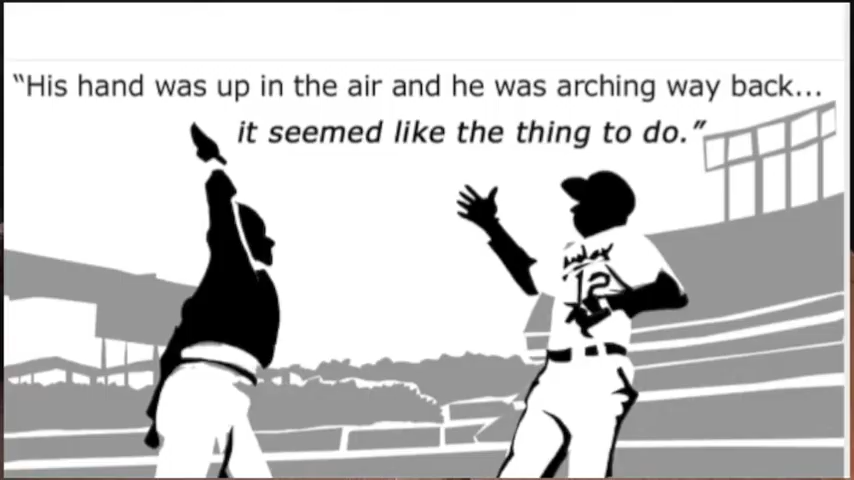 “His hand was up in the air and he was arching way back...
it seemed like the thing to do.”
12